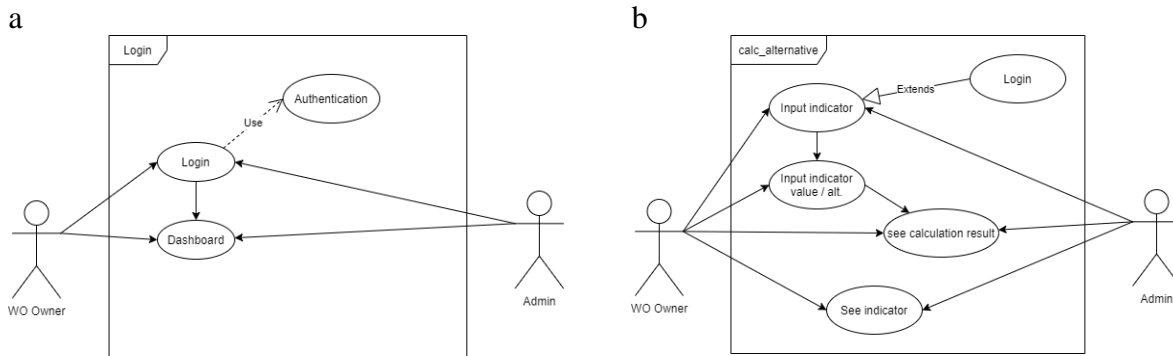 a
Login
Authentication
Use
Login
Dashboard
WO Owner
Admin
b
calc_alternative
Login
Extends
Input indicator
Input indicator
value / alt.
see calculation result
See indicator
WO Owner
Admin